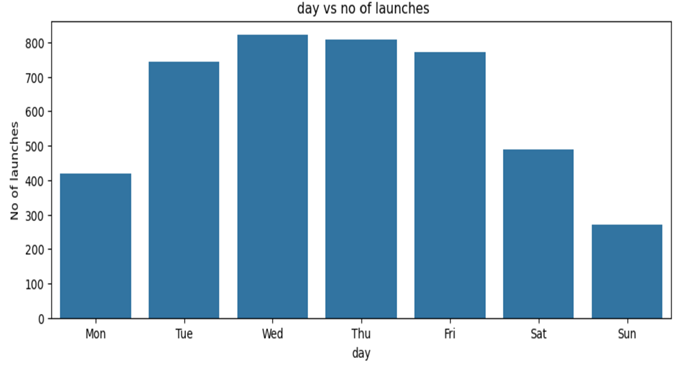 day vs no of launches
No of launches
800
700
600
500
400
300
200
100
0
Mon Tue Wed Thu Fri Sat Sun
day